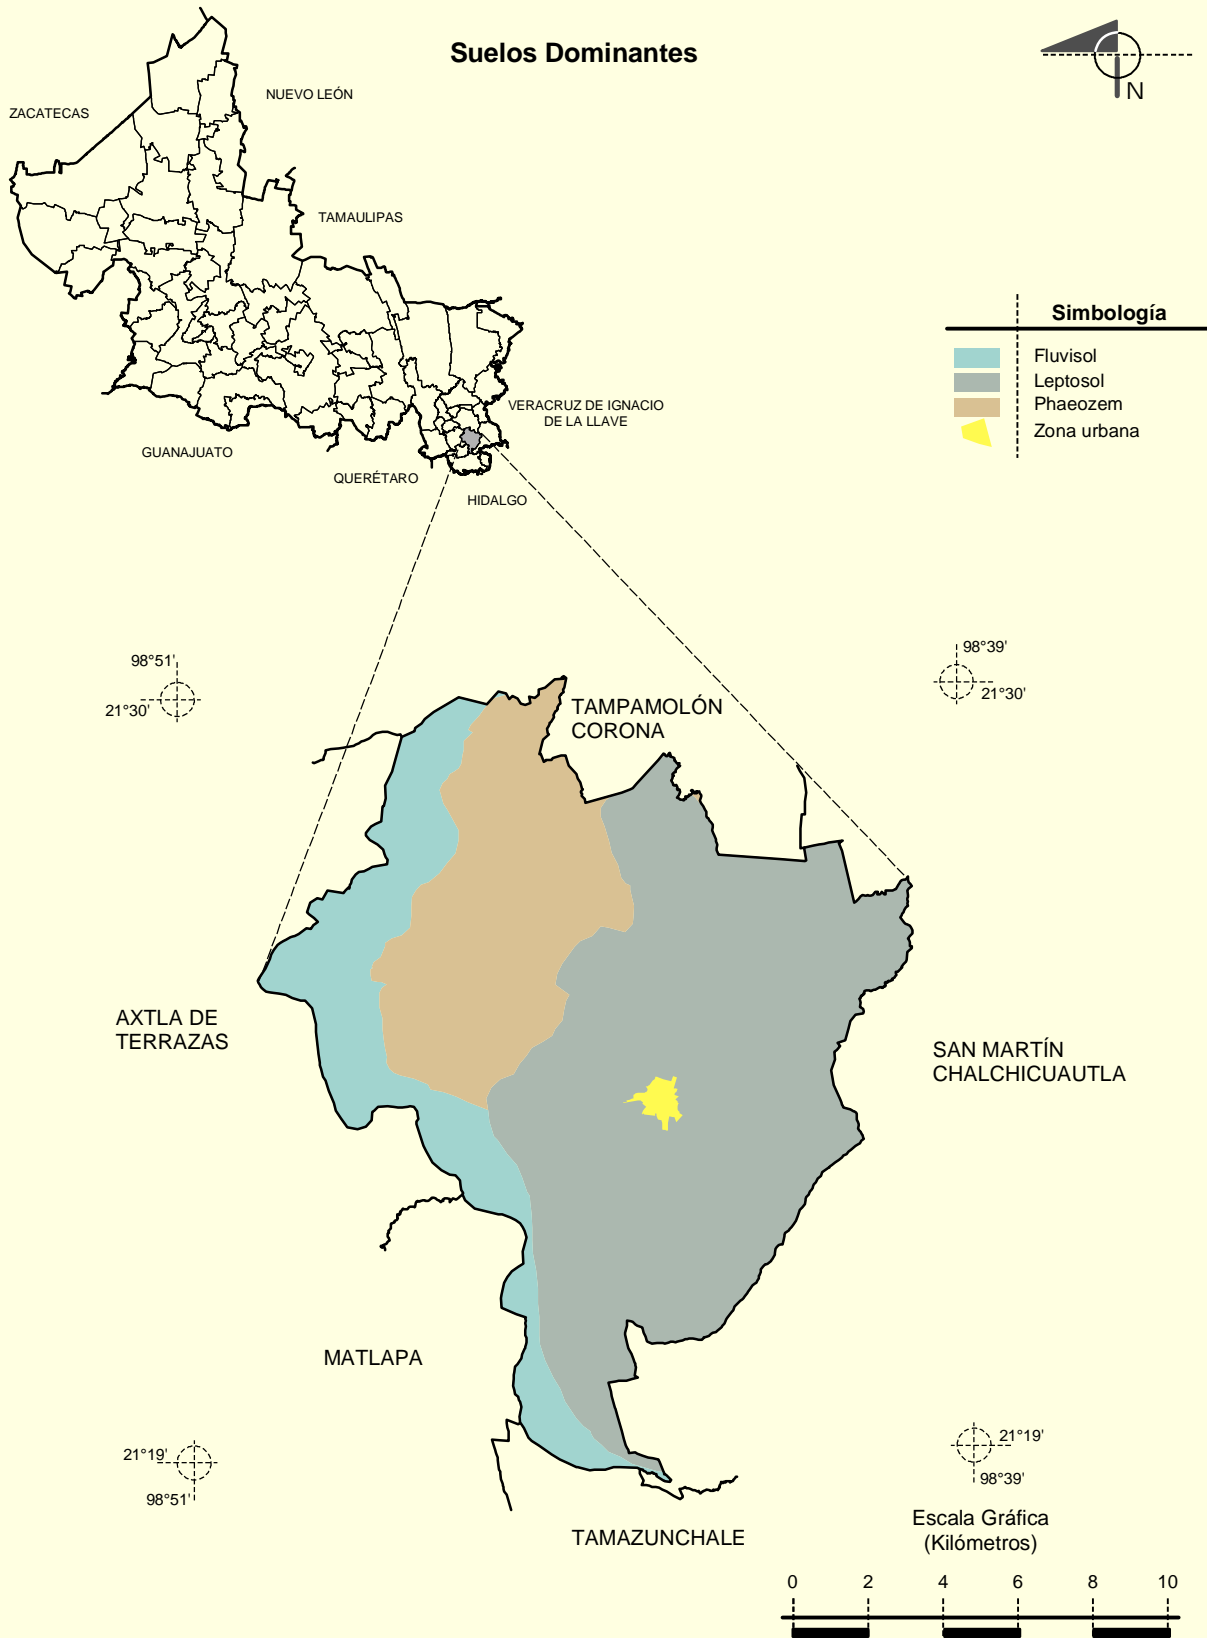 Suelos Dominantes
N
NUEVO LEÓN
ZACATECAS
TAMAULIPAS
VERACRUZ DE IGNACIO
DE LA LLAVE
GUANAJUATO
QUERÉTARO
HIDALGO
Simbología
Fluvisol
Leptosol
Phaeozem
Zona urbana
98°51'
21°30'
98°39'
21°30'
TAMPAMOLÓN
CORONA
AXTLA DE
TERRAZAS
SAN MARTÍN
CHALCHICUAUTLA
MATLAPA
21°19'
98°51'
21°19'
98°39'
TAMAZUNCHALE
Escala Gráfica
(Kilómetros)
0 2 4 6 8 10